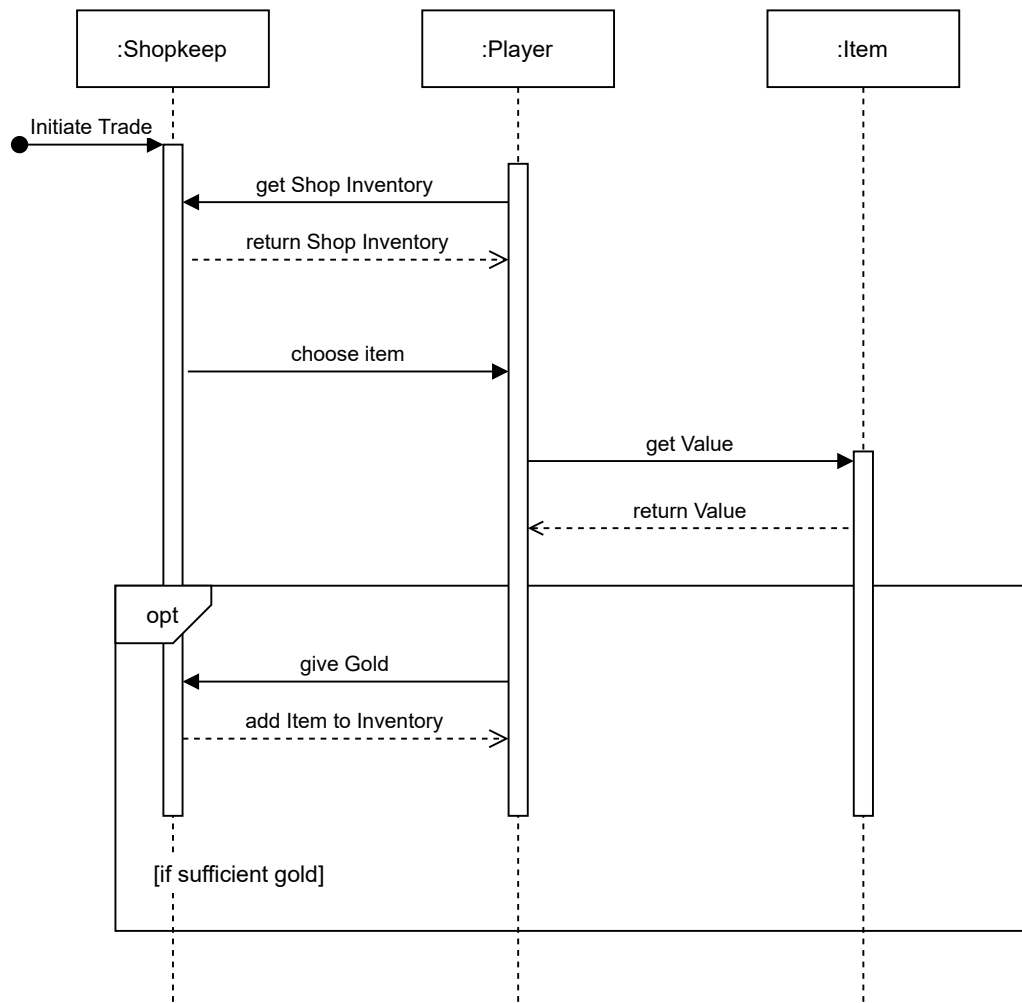 :Shopkeep
:Player
:Item
Initiate Trade
get Shop Inventory
return Shop Inventory
choose item
get Value
return Value
opt
give Gold
add Item to Inventory
[if sufficient gold]